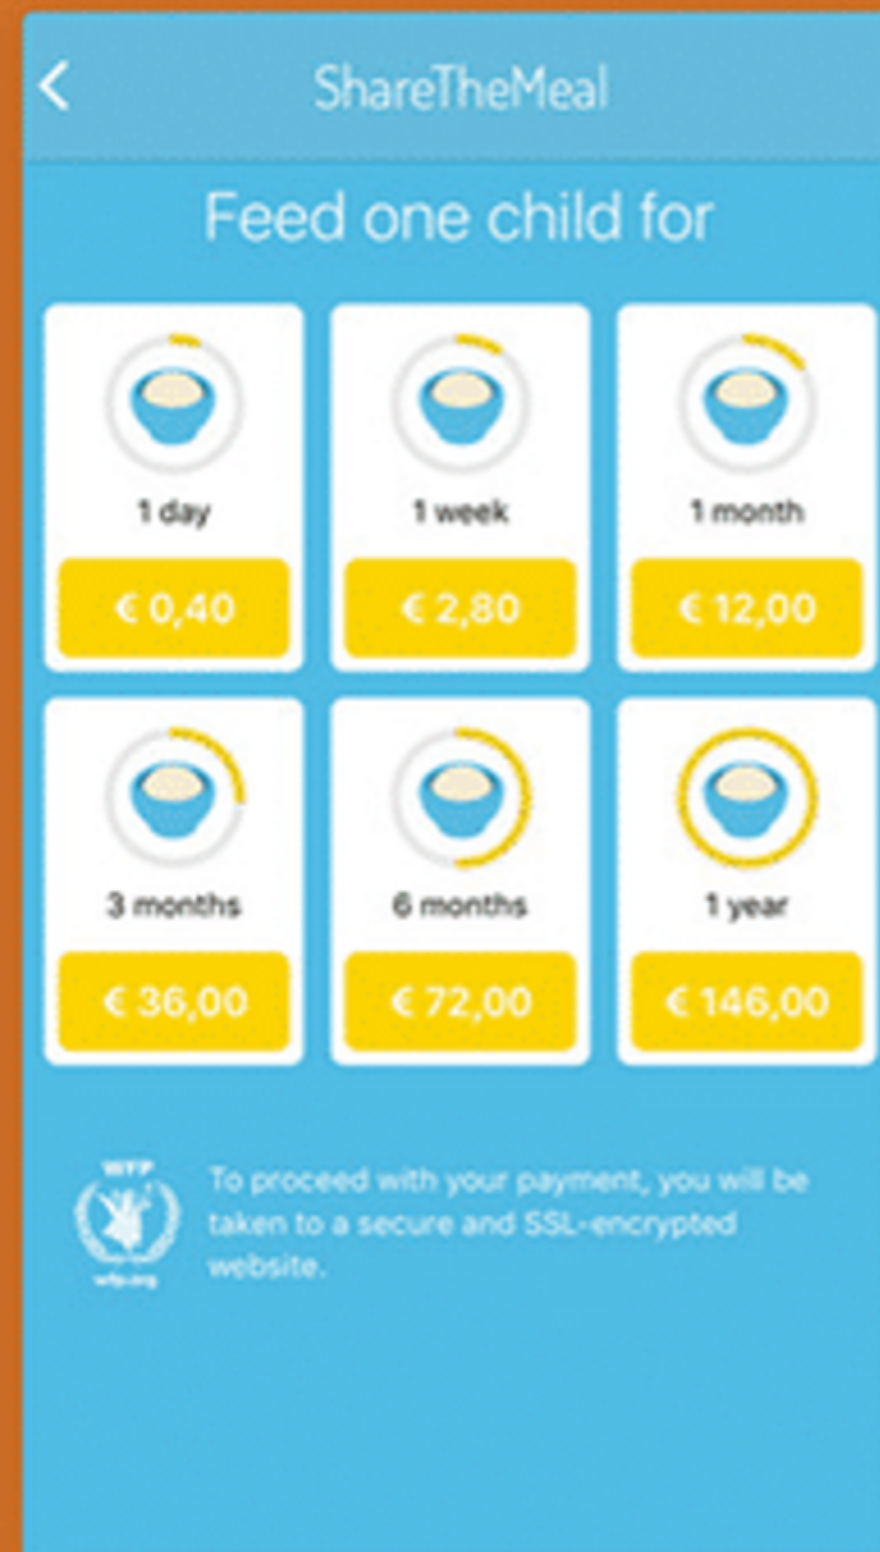 ShareTheMeal
Feed one child for
1 day
1 week
1 month
€ 0,40
€ 2,80
€ 12,00
3 months
6 months
1 year
€ 36,00
€ 72,00
€ 146,00
WFP
wfp.org
To proceed with your payment, you will be
taken to a secure and SSL-encrypted
website.